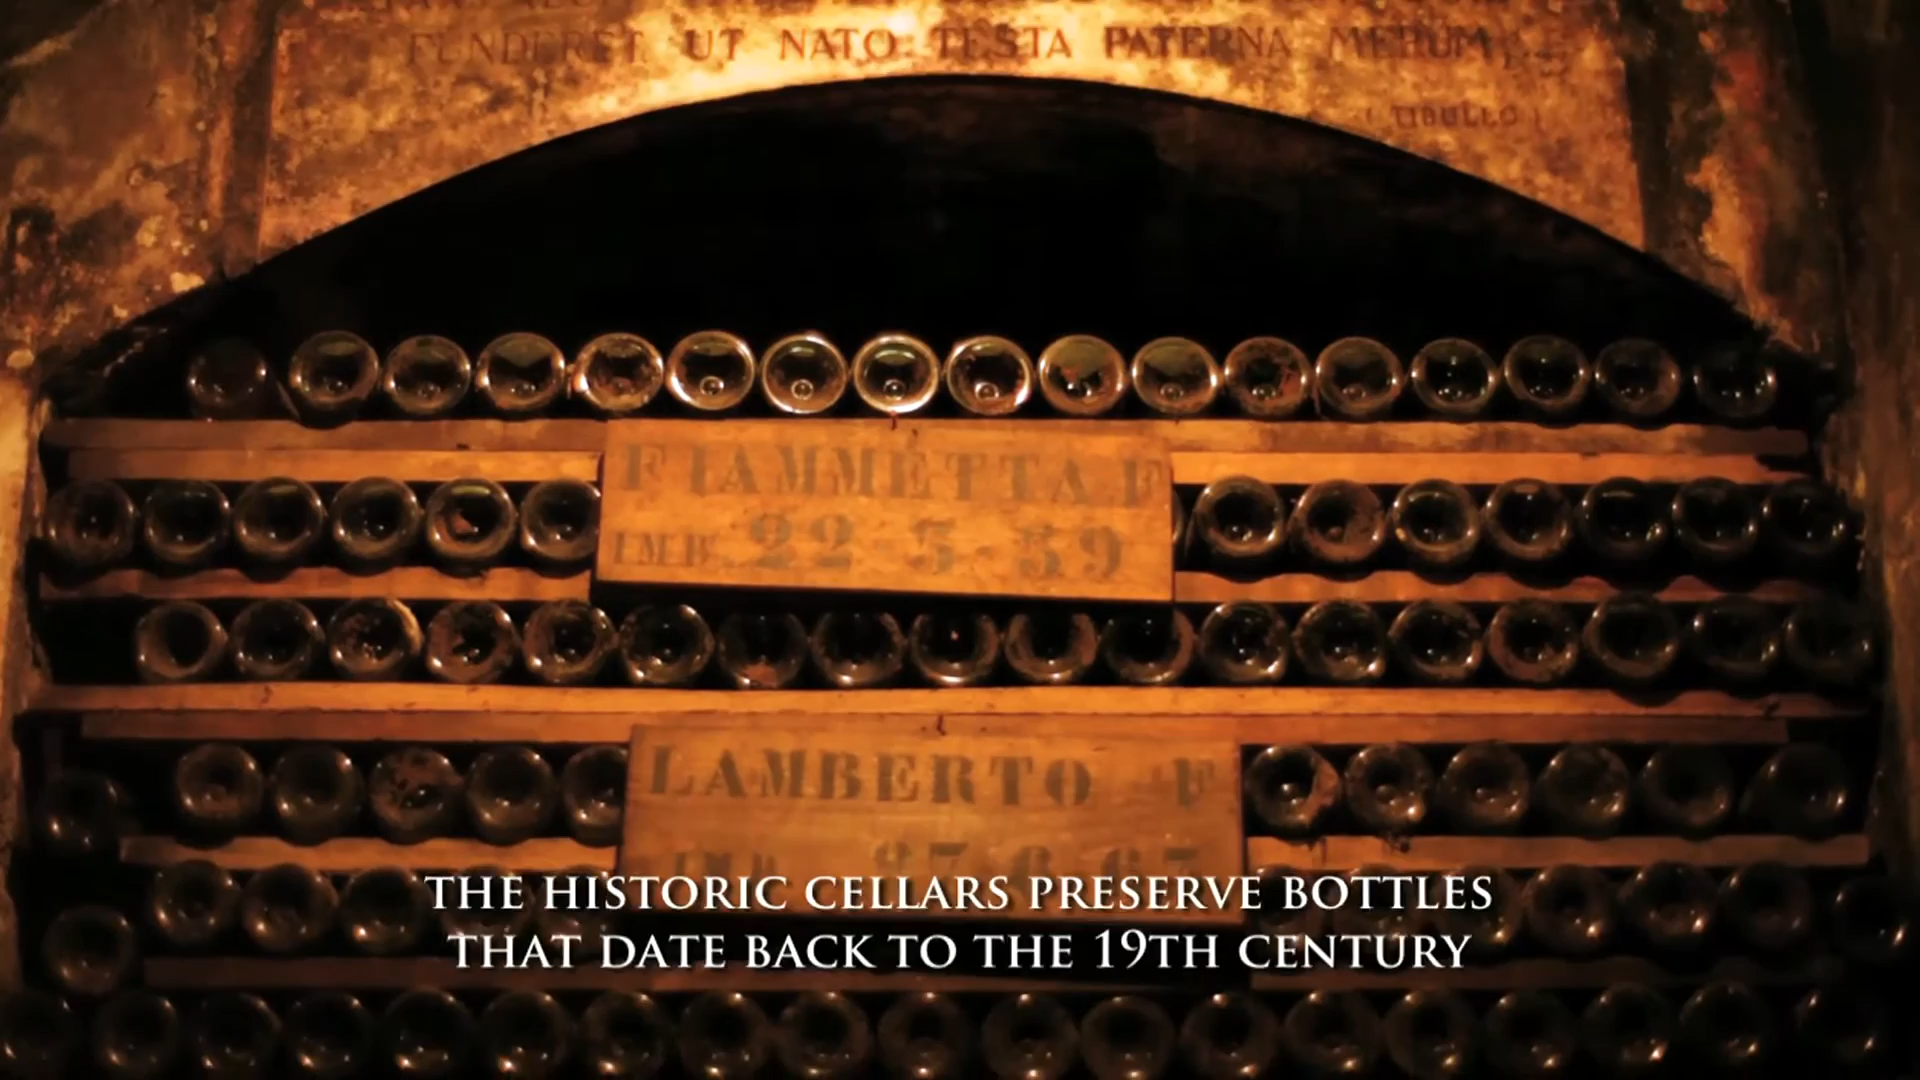 FUNDERET UT NATO TESTA PATERNA MERUM
(TIBULLO)
FIAMMETTA F
IMB. 22-5-59
LAMBERTO F
THE HISTORIC CELLARS PRESERVE BOTTLES
THAT DATE BACK TO THE 19TH CENTURY